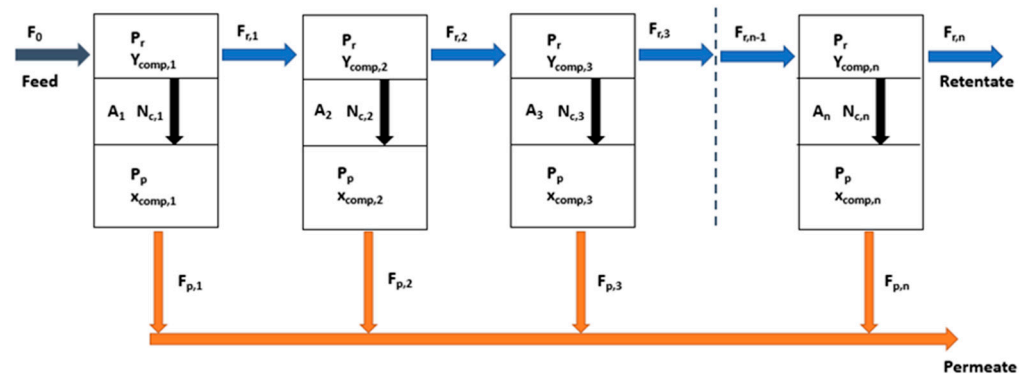 F0
Feed
Pr
Ycomp,1
A1 Nc,1
Pp
xcomp,1
Fr,1
Pr
Ycomp,2
A2 Nc,2
Pp
xcomp,2
Fr,2
Pr
Ycomp,3
A3 Nc,3
Pp
xcomp,3
Fr,3
Fr,n-1
Pr
Ycomp,n
An Nc,n
Pp
xcomp,n
Fr,n
Retentate
Fp,1
Fp,2
Fp,3
Fp,n
Permeate